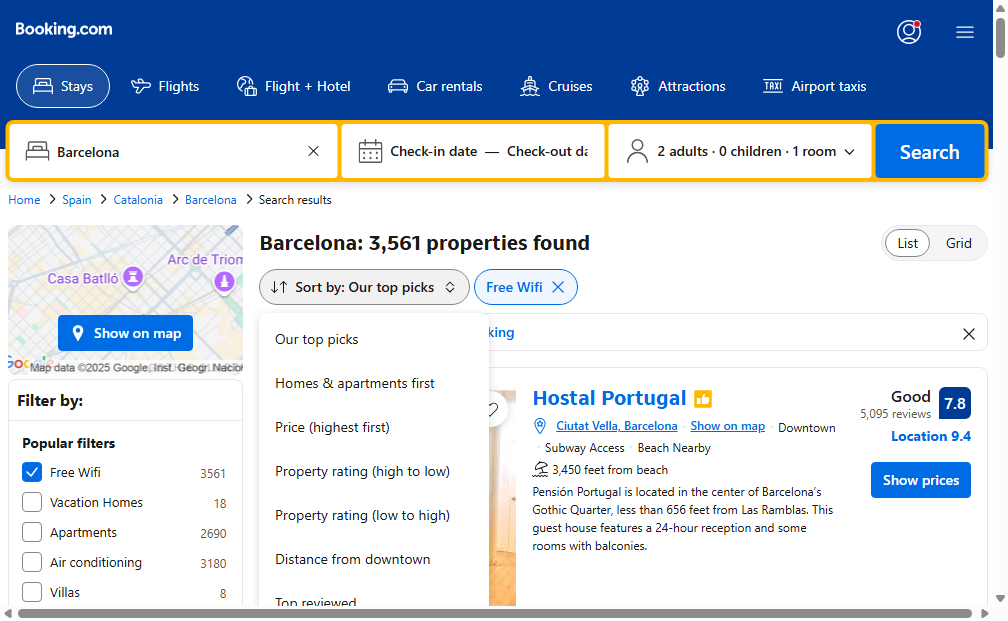 Booking.com
Stays
Flights
Flight + Hotel
Car rentals
Cruises
Attractions
TAXI
Airport taxis
Barcelona
Check-in date — Check-out da
2 adults · 0 children · 1 room
Search
Home > Spain > Catalonia > Barcelona > Search results
Casa Batlló
Arc de Triom
Show on map
Map data ©2025 Google, Inst. Geogr. Nacion
Barcelona: 3,561 properties found
List
Grid
Sort by: Our top picks
Free Wifi
king
Our top picks
Homes & apartments first
Price (highest first)
Property rating (high to low)
Property rating (low to high)
Distance from downtown
Top reviewed
Filter by:
Popular filters
Free Wifi 3561
Vacation Homes 18
Apartments 2690
Air conditioning 3180
Villas 8
Hostal Portugal
Ciutat Vella, Barcelona · Show on map · Downtown
· Subway Access · Beach Nearby
3,450 feet from beach
Pensión Portugal is located in the center of Barcelona’s
Gothic Quarter, less than 656 feet from Las Ramblas. This
guest house features a 24-hour reception and some
rooms with balconies.
Good
5,095 reviews
7.8
Location 9.4
Show prices